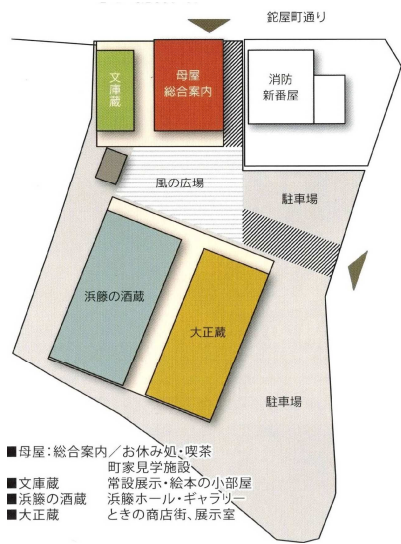 鉈屋町通り
文庫蔵
母屋
総合案内
消防
新番屋
風の広場
駐車場
浜籐の酒蔵
大正蔵
駐車場
■母屋:総合案内/お休み処・喫茶
町家見学施設
■文庫蔵 常設展示・絵本の小部屋
■浜籐の酒蔵 浜籐ホール・ギャラリー
■大正蔵 ときの商店街、展示室